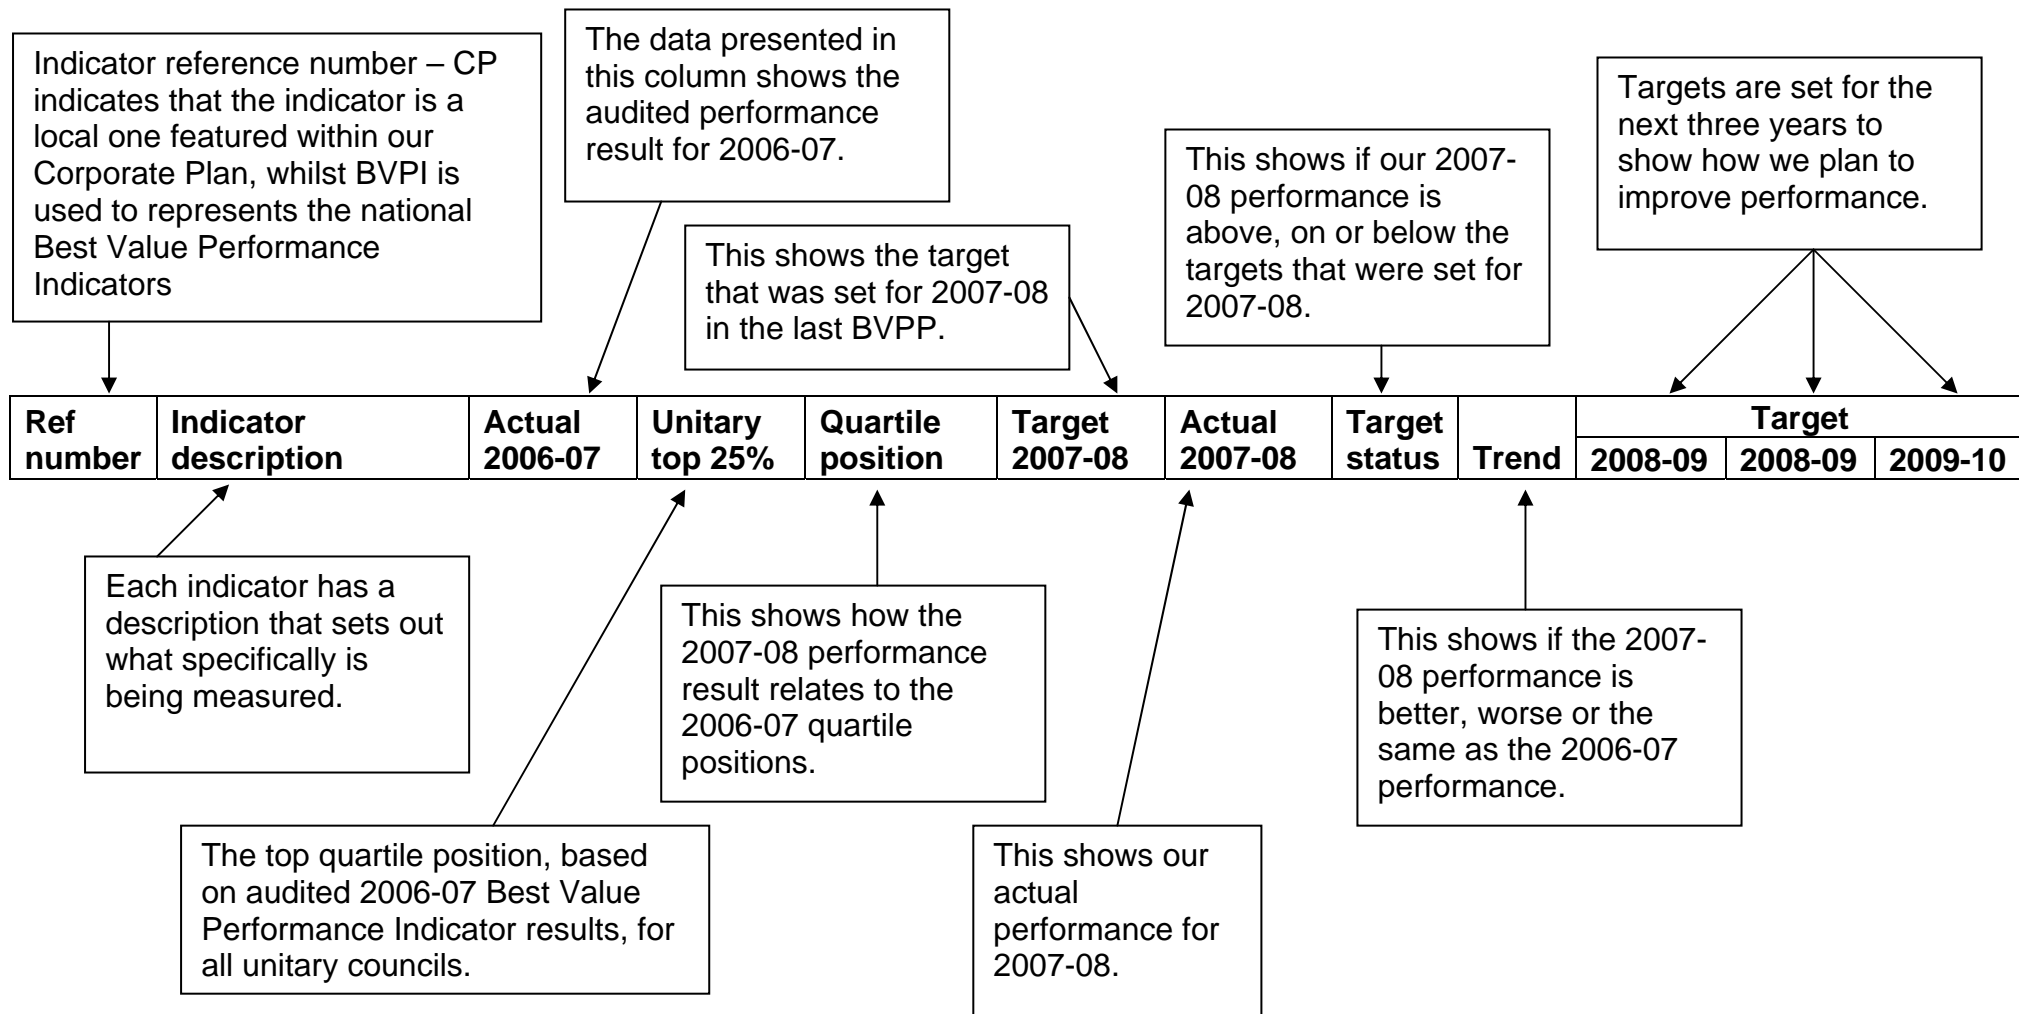 Indicator reference number – CP
indicates that the indicator is a
local one featured within our
Corporate Plan, whilst BVPI is
used to represents the national
Best Value Performance
Indicators
The data presented in
this column shows the
audited performance
result for 2006-07.
This shows the target
that was set for 2007-08
in the last BVPP.
This shows if our 2007-
08 performance is
above, on or below the
targets that were set for
2007-08.
Targets are set for the
next three years to
show how we plan to
improve performance.
Ref
number
Indicator
description
Actual
2006-07
Unitary
top 25%
Quartile
position
Target
2007-08
Actual
2007-08
Target
status
Trend
Target
2008-09
2008-09
2009-10
Each indicator has a
description that sets out
what specifically is
being measured.
The top quartile position, based
on audited 2006-07 Best Value
Performance Indicator results, for
all unitary councils.
This shows how the
2007-08 performance
result relates to the
2006-07 quartile
positions.
This shows our
actual
performance for
2007-08.
This shows if the 2007-
08 performance is
better, worse or the
same as the 2006-07
performance.